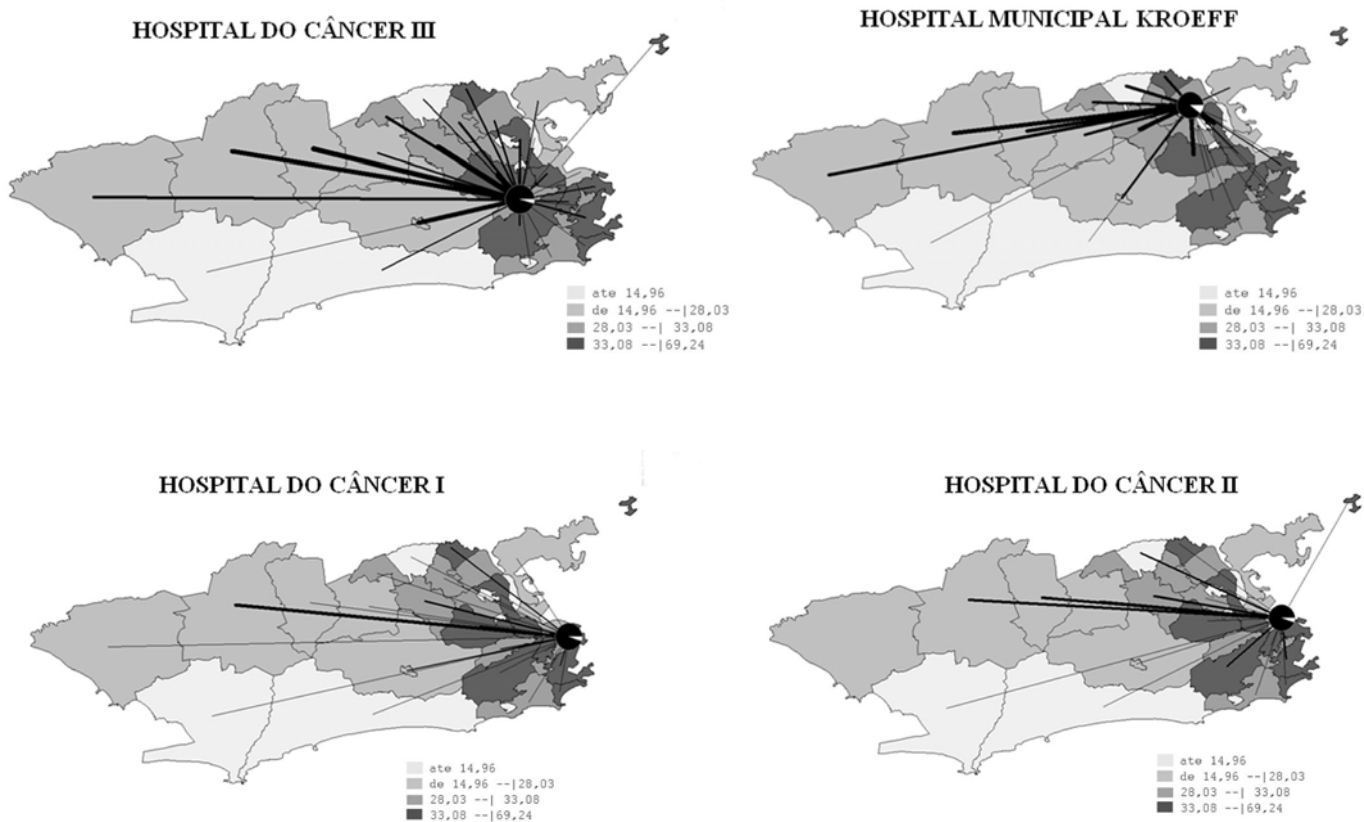 HOSPITAL DO CÂNCER III
ate 14,96
de 14,96 --|28,03
28,03 --| 33,08
33,08 --|69,24
HOSPITAL MUNICIPAL KROEFF
ate 14,96
de 14,96 --|28,03
28,03 --| 33,08
33,08 --|69,24
HOSPITAL DO CÂNCER I
ate 14,96
de 14,96 --|28,03
28,03 --| 33,08
33,08 --|69,24
HOSPITAL DO CÂNCER II
ate 14,96
de 14,96 --|28,03
28,03 --| 33,08
33,08 --|69,24